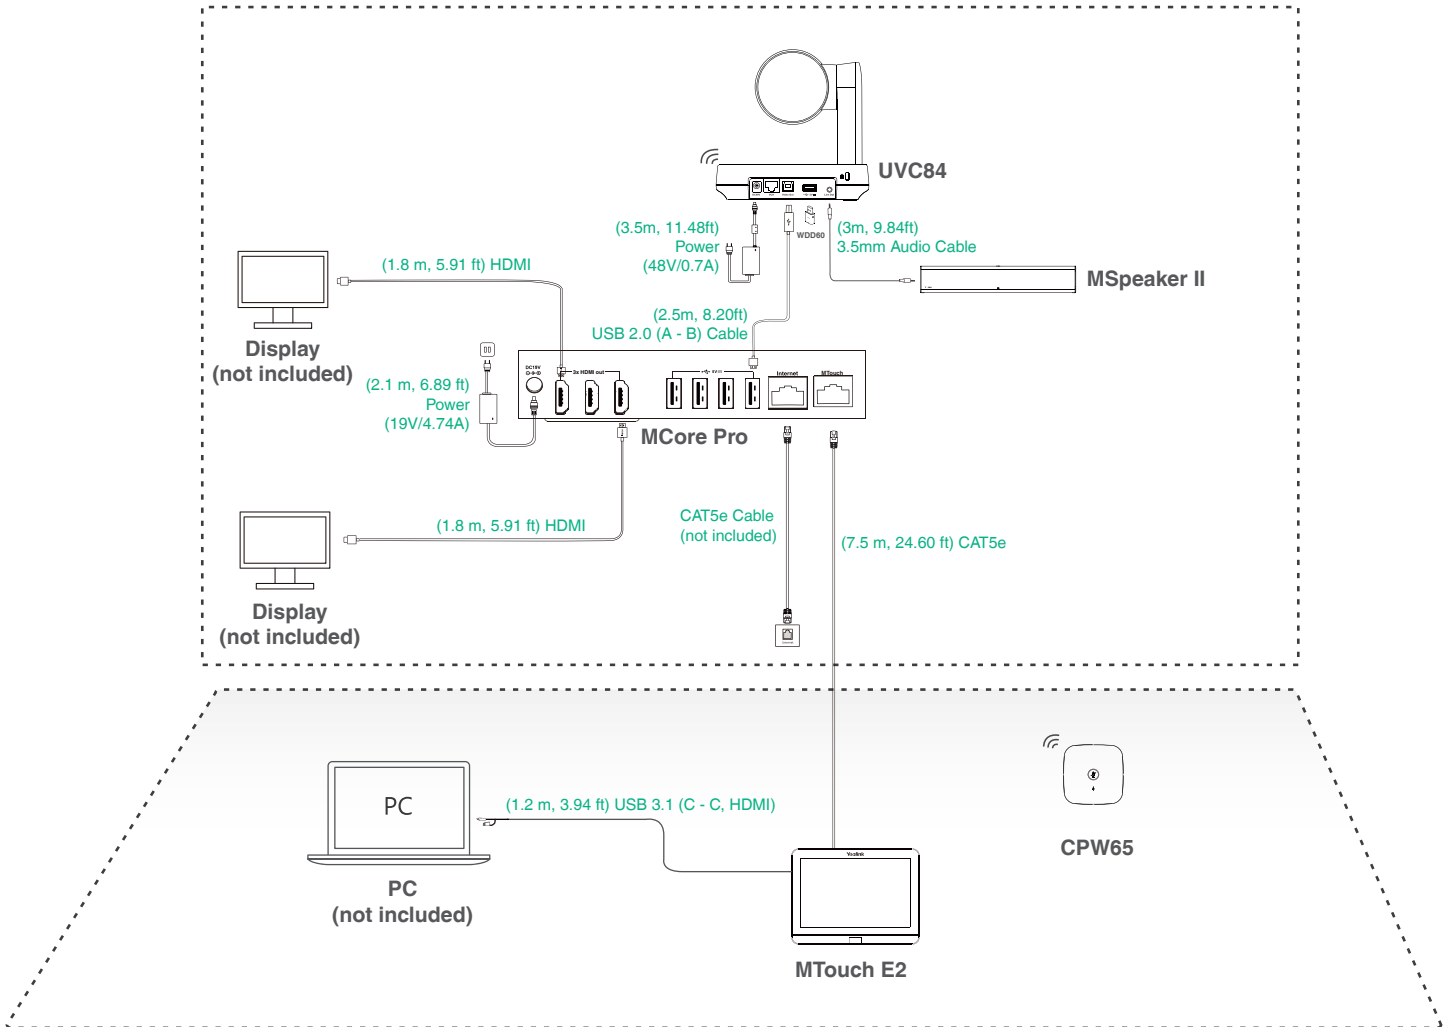 UVC84
WDD60
(3.5m, 11.48ft)
Power
(48V/0.7A)
(3m, 9.84ft)
3.5mm Audio Cable
MSpeaker II
(1.8 m, 5.91 ft) HDMI
Display
(not included)
(2.5m, 8.20ft)
USB 2.0 (A - B) Cable
(2.1 m, 6.89 ft)
Power
(19V/4.74A)
DC19V
3x HDMI out
5V
Internet
MTouch
MCore Pro
(1.8 m, 5.91 ft) HDMI
Display
(not included)
CAT5e Cable
(not included)
(7.5 m, 24.60 ft) CAT5e
PC
(1.2 m, 3.94 ft) USB 3.1 (C - C, HDMI)
PC
(not included)
Yealink
MTouch E2
CPW65